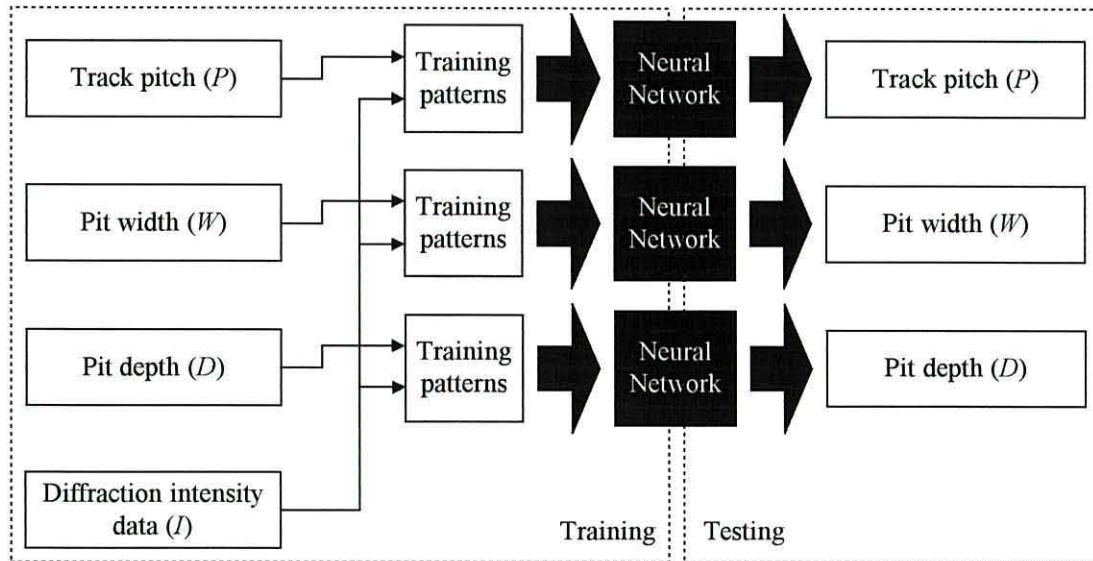 Track pitch (P)
Training
patterns
Neural
Network
Track pitch (P)
Pit width (W)
Training
patterns
Neural
Network
Pit width (W)
Pit depth (D)
Training
patterns
Neural
Network
Pit depth (D)
Diffraction intensity
data (I)
Training
Testing